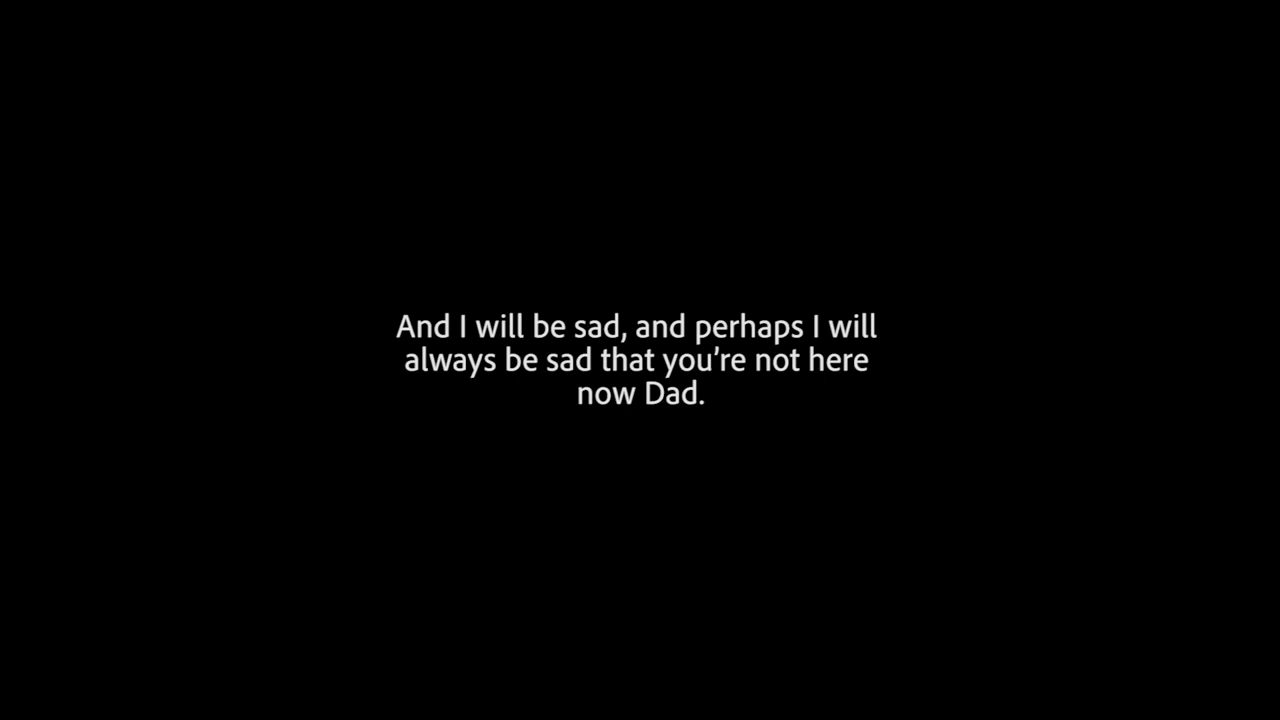 And I will be sad, and perhaps I will
always be sad that you're not here
now Dad.